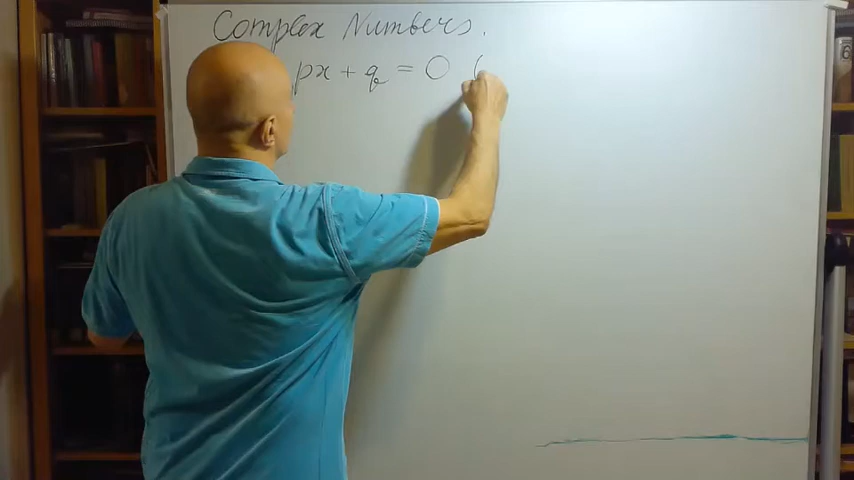 Complex Numbers.
px + q = 0 (